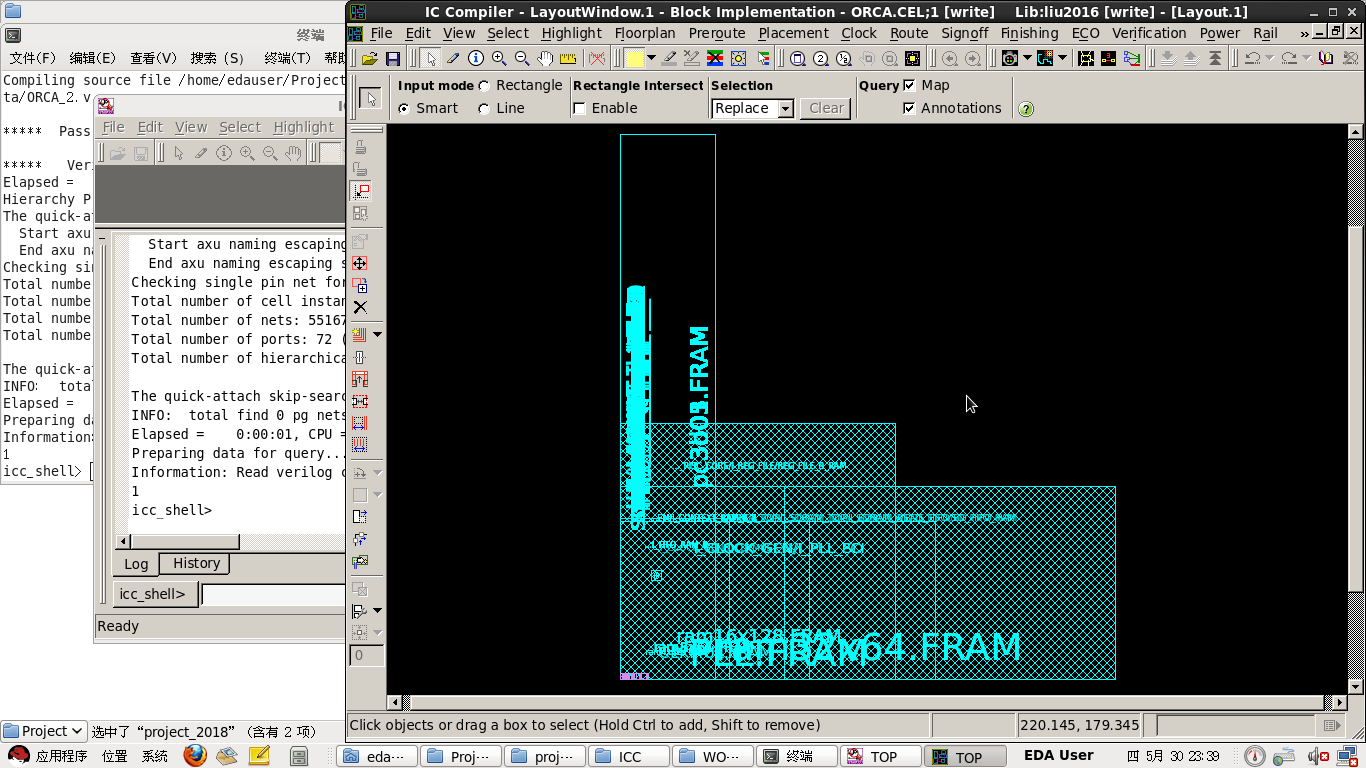 IC Compiler - LayoutWindow.1 - Block Implementation - ORCA.CEL;1 [write]    Lib:liu2016 [write] - [Layout.1]
终端
文件(F) 编辑(E) 查看(V) 搜索 (S) 终端(T) 帮
File Edit View Select Highlight Floorplan Preroute Placement Clock Route Signoff Finishing ECO Verification Power Rail »
Compiling source file /home/edauser/Project
ta/ORCA_2.v
***** Pass
***** Ver
Elapsed =
Hierarchy P
The quick-a
Start axu
End axu na
Checking sin
Total numbe
Total numbe
Total numbe
Total numbe
The quick-a
INFO: tota
Elapsed =
Preparing da
Information:
1
icc_shell>
File Edit View Select Highlight
Start axu naming escaping
End axu naming escaping s
Checking single pin net for
Total number of cell instan
Total number of nets: 55167
Total number of ports: 72 (
Total number of hierarchica
The quick-attach skip-searc
INFO: total find 0 pg nets
Elapsed =    0:00:01, CPU =
Preparing data for query...
Information: Read verilog c
1
icc_shell>
Log History
icc_shell>
Ready
Input mode Rectangle Rectangle Intersect Selection Query Map
Smart Line Enable Replace Clear Annotations
0
pc3b03.FRAM
I_CLOCK_GEN/I_PLL_PCI
ram16x128.FRAM
x64.FRAM
PLL.FRAM
Click objects or drag a box to select (Hold Ctrl to add, Shift to remove)
220.145, 179.345
Project 选中了“project_2018” (含有 2 项)
应用程序 位置 系统 eda··· Proj··· proj··· ICC WO··· 终端 TOP TOP EDA User 四 5月 30 23:39